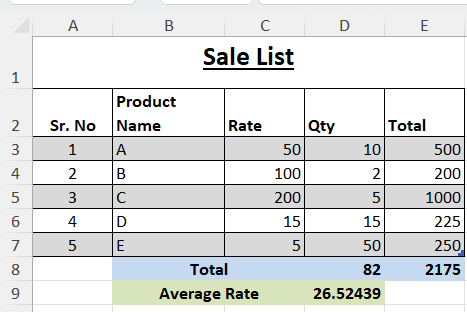 A B C D E
1 Sale List
2 Sr. No Product Name Rate Qty Total
3 1 A 50 10 500
4 2 B 100 2 200
5 3 C 200 5 1000
6 4 D 15 15 225
7 5 E 5 50 250
8 Total 82 2175
9 Average Rate 26.52439